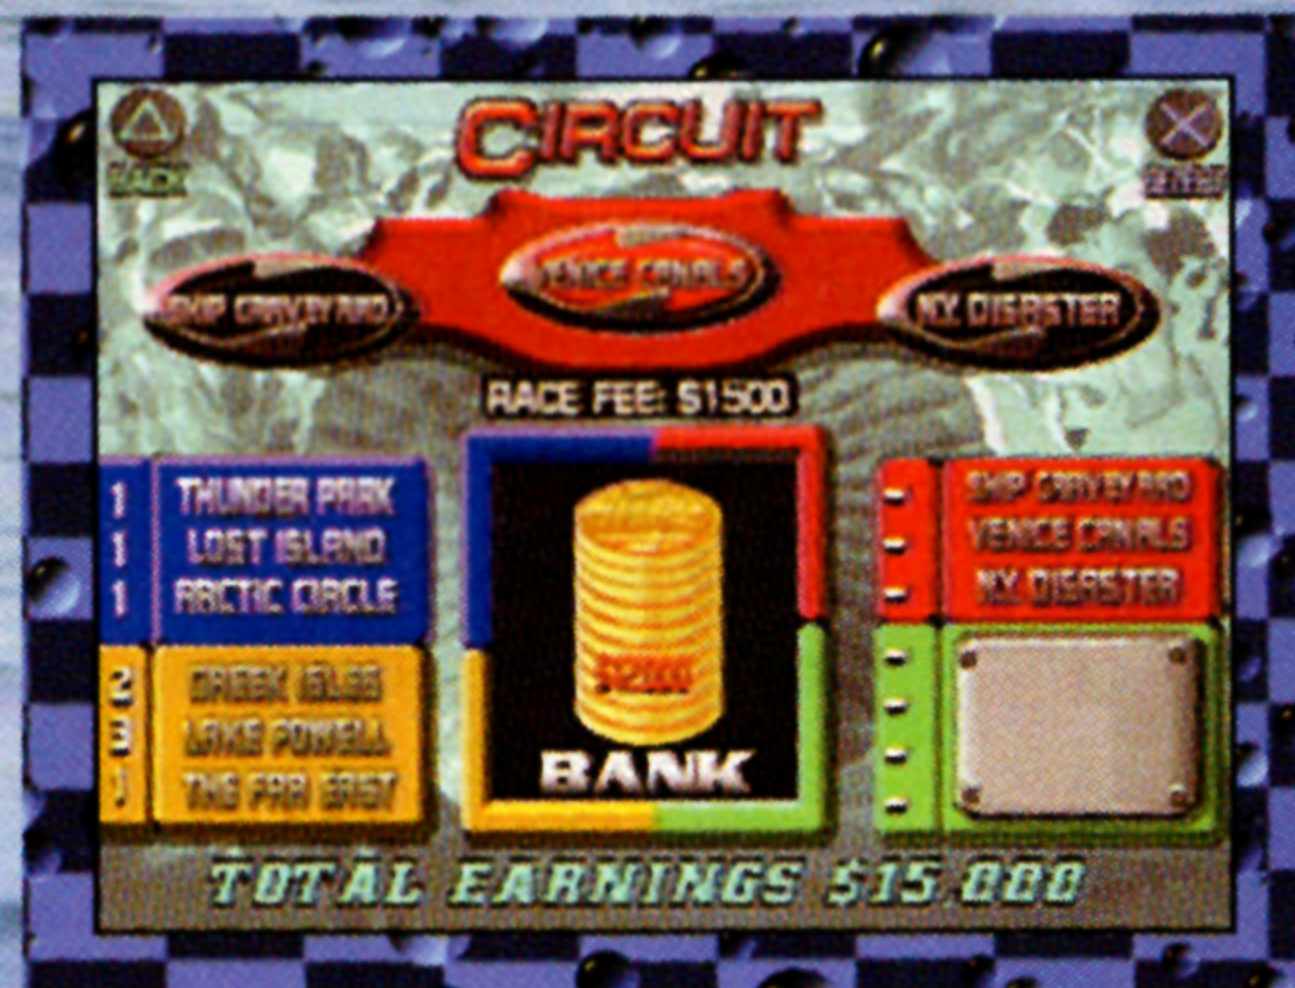 CIRCUIT
BACK
SELECT
SHIP GRAVEYARD
VENICE CANALS
N.Y. DISASTER
RACE FEE: $1500
1 THUNDER PARK
1 LOST ISLAND
1 ARCTIC CIRCLE
2 GREEK ISLES
3 LAKE POWELL
1 THE FAR EAST
- SHIP GRAVEYARD
- VENICE CANALS
- N.Y. DISASTER
-
-
-
-
$12000
BANK
TOTAL EARNINGS $15,000